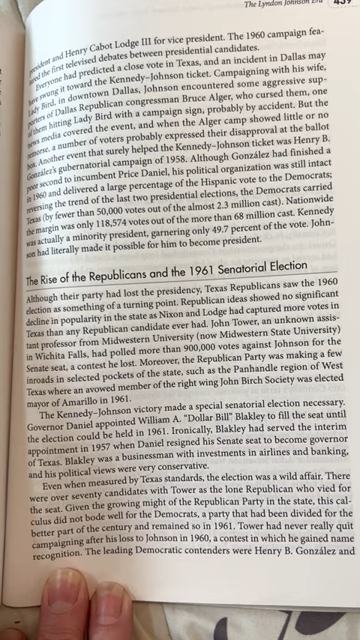 The Lyndon Johnson Era 439
president and Henry Cabot Lodge III for vice president. The 1960 campaign fea-
the first televised debates between presidential candidates.
Everyone had predicted a close vote in Texas, and an incident in Dallas may
have swung it toward the Kennedy–Johnson ticket. Campaigning with his wife,
Lady Bird, in downtown Dallas, Johnson encountered some aggressive sup-
porters of Dallas Republican congressman Bruce Alger, who cursed them, one
of them hitting Lady Bird with a campaign sign, probably by accident. But the
news media covered the event, and when the Alger camp showed little or no
remorse, a number of voters probably expressed their disapproval at the ballot
box. Another event that surely helped the Kennedy–Johnson ticket was Henry B.
González's gubernatorial campaign of 1958. Although González had finished a
poor second to incumbent Price Daniel, his political organization was still intact
in 1960 and delivered a large percentage of the Hispanic vote to the Democrats;
reversing the trend of the last two presidential elections, the Democrats carried
Texas (by fewer than 50,000 votes out of the almost 2.3 million cast). Nationwide
the margin was only 118,574 votes out of the more than 68 million cast. Kennedy
was actually a minority president, garnering only 49.7 percent of the vote. John-
son had literally made it possible for him to become president.
The Rise of the Republicans and the 1961 Senatorial Election
Although their party had lost the presidency, Texas Republicans saw the 1960
election as something of a turning point. Republican ideas showed no significant
decline in popularity in the state as Nixon and Lodge had captured more votes in
Texas than any Republican candidate ever had. John Tower, an unknown assis-
tant professor from Midwestern University (now Midwestern State University)
in Wichita Falls, had polled more than 900,000 votes against Johnson for the
Senate seat, a contest he lost. Moreover, the Republican Party was making a few
inroads in selected pockets of the state, such as the Panhandle region of West
Texas where an avowed member of the right wing John Birch Society was elected
mayor of Amarillo in 1961.
The Kennedy–Johnson victory made a special senatorial election necessary.
Governor Daniel appointed William A. "Dollar Bill" Blakley to fill the seat until
the election could be held in 1961. Ironically, Blakley had served the interim
appointment in 1957 when Daniel resigned his Senate seat to become governor
of Texas. Blakley was a businessman with investments in airlines and banking,
and his political views were very conservative.
Even when measured by Texas standards, the election was a wild affair. There
were over seventy candidates with Tower as the lone Republican who vied for
the seat. Given the growing might of the Republican Party in the state, this cal-
culus did not bode well for the Democrats, a party that had been divided for the
better part of the century and remained so in 1961. Tower had never really quit
campaigning after his loss to Johnson in 1960, a contest in which he gained name
recognition. The leading Democratic contenders were Henry B. González and